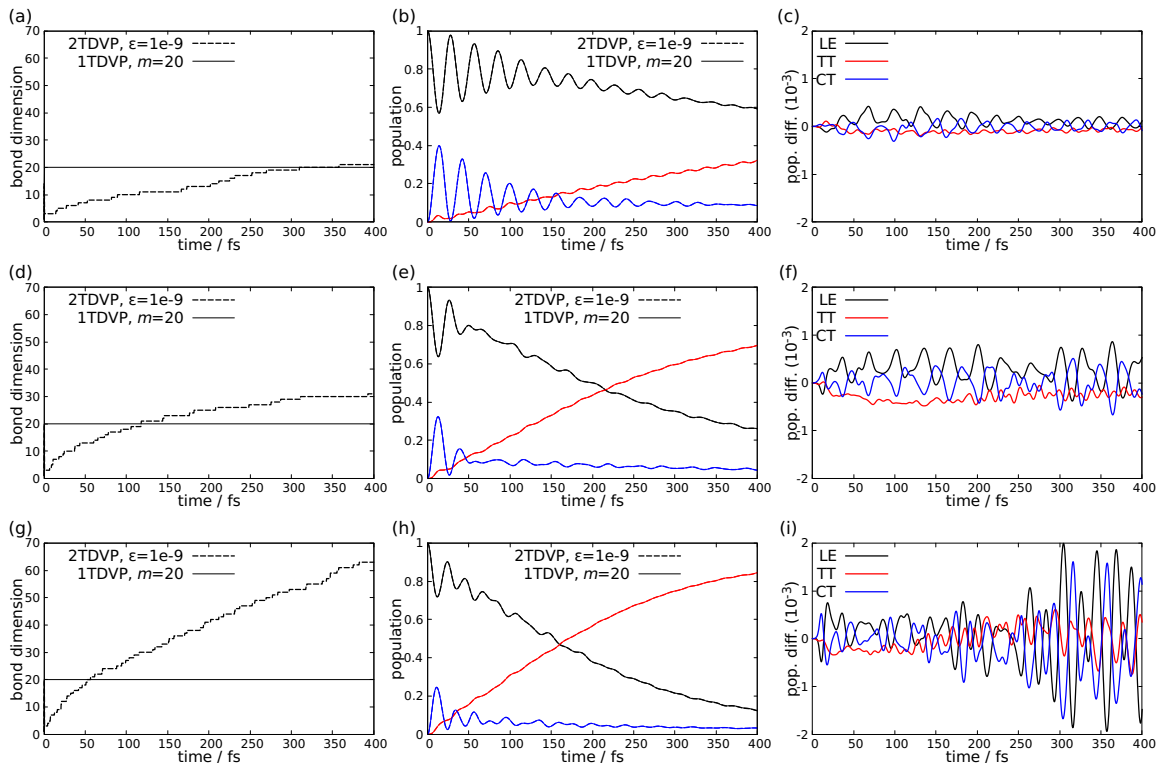 (a)
70
60
50
40
30
20
10
0
bond dimension
2TDVP, ε=1e-9
1TDVP, m=20
0 50 100 150 200 250 300 350 400
time / fs
(b)
1
0.8
0.6
0.4
0.2
0
population
2TDVP, ε=1e-9
1TDVP, m=20
0 50 100 150 200 250 300 350 400
time / fs
(c)
2
1
0
-1
-2
pop. diff. (10-3)
LE
TT
CT
0 50 100 150 200 250 300 350 400
time / fs
(d)
70
60
50
40
30
20
10
0
bond dimension
2TDVP, ε=1e-9
1TDVP, m=20
0 50 100 150 200 250 300 350 400
time / fs
(e)
1
0.8
0.6
0.4
0.2
0
population
2TDVP, ε=1e-9
1TDVP, m=20
0 50 100 150 200 250 300 350 400
time / fs
(f)
2
1
0
-1
-2
pop. diff. (10-3)
LE
TT
CT
0 50 100 150 200 250 300 350 400
time / fs
(g)
70
60
50
40
30
20
10
0
bond dimension
2TDVP, ε=1e-9
1TDVP, m=20
0 50 100 150 200 250 300 350 400
time / fs
(h)
1
0.8
0.6
0.4
0.2
0
population
2TDVP, ε=1e-9
1TDVP, m=20
0 50 100 150 200 250 300 350 400
time / fs
(i)
2
1
0
-1
-2
pop. diff. (10-3)
LE
TT
CT
0 50 100 150 200 250 300 350 400
time / fs